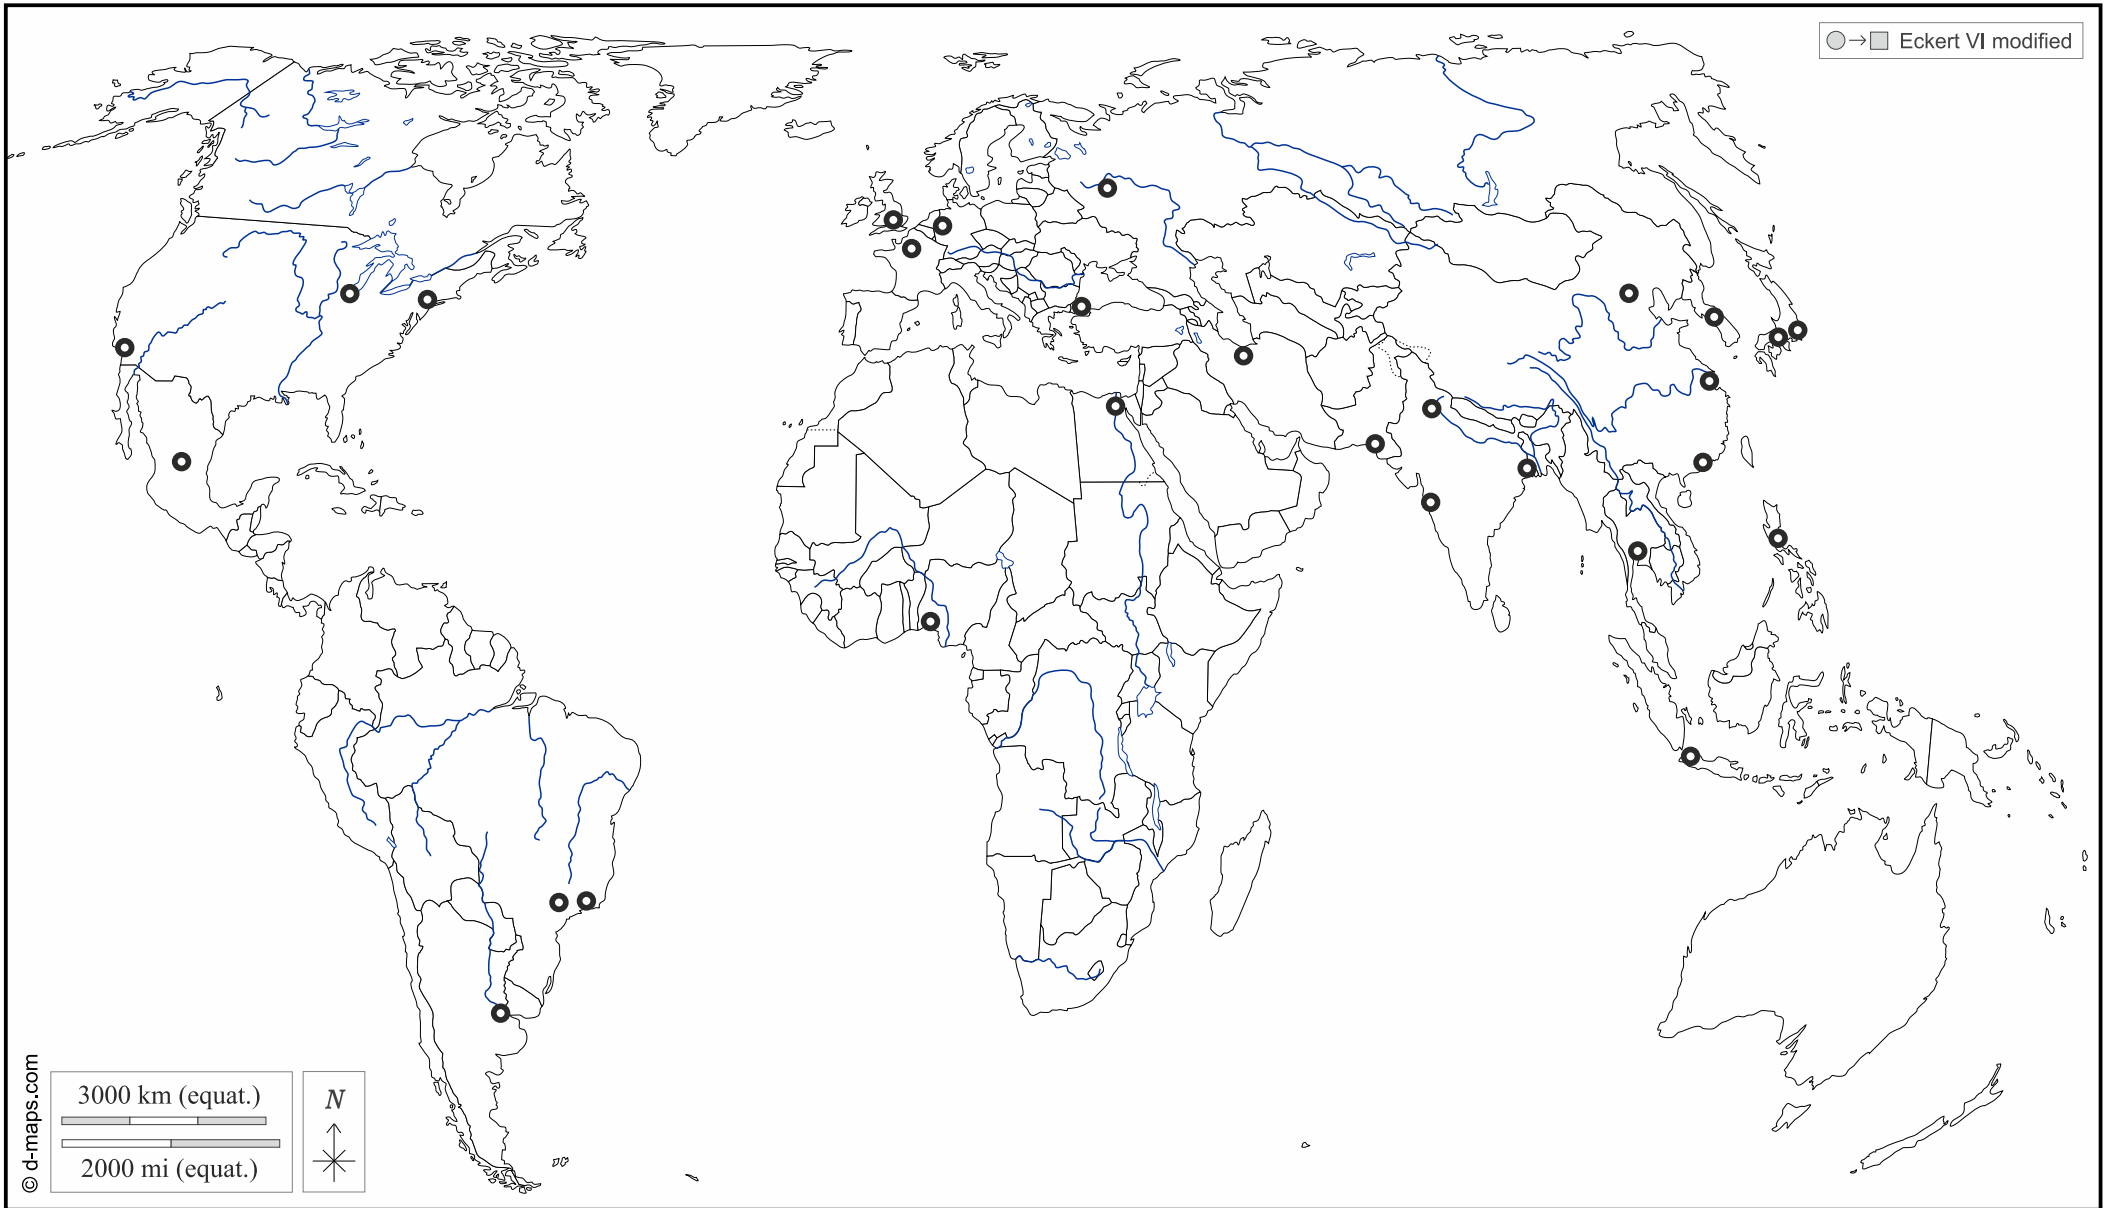 ○→□ Eckert VI modified
3000 km (equat.)
2000 mi (equat.)
N
© d-maps.com